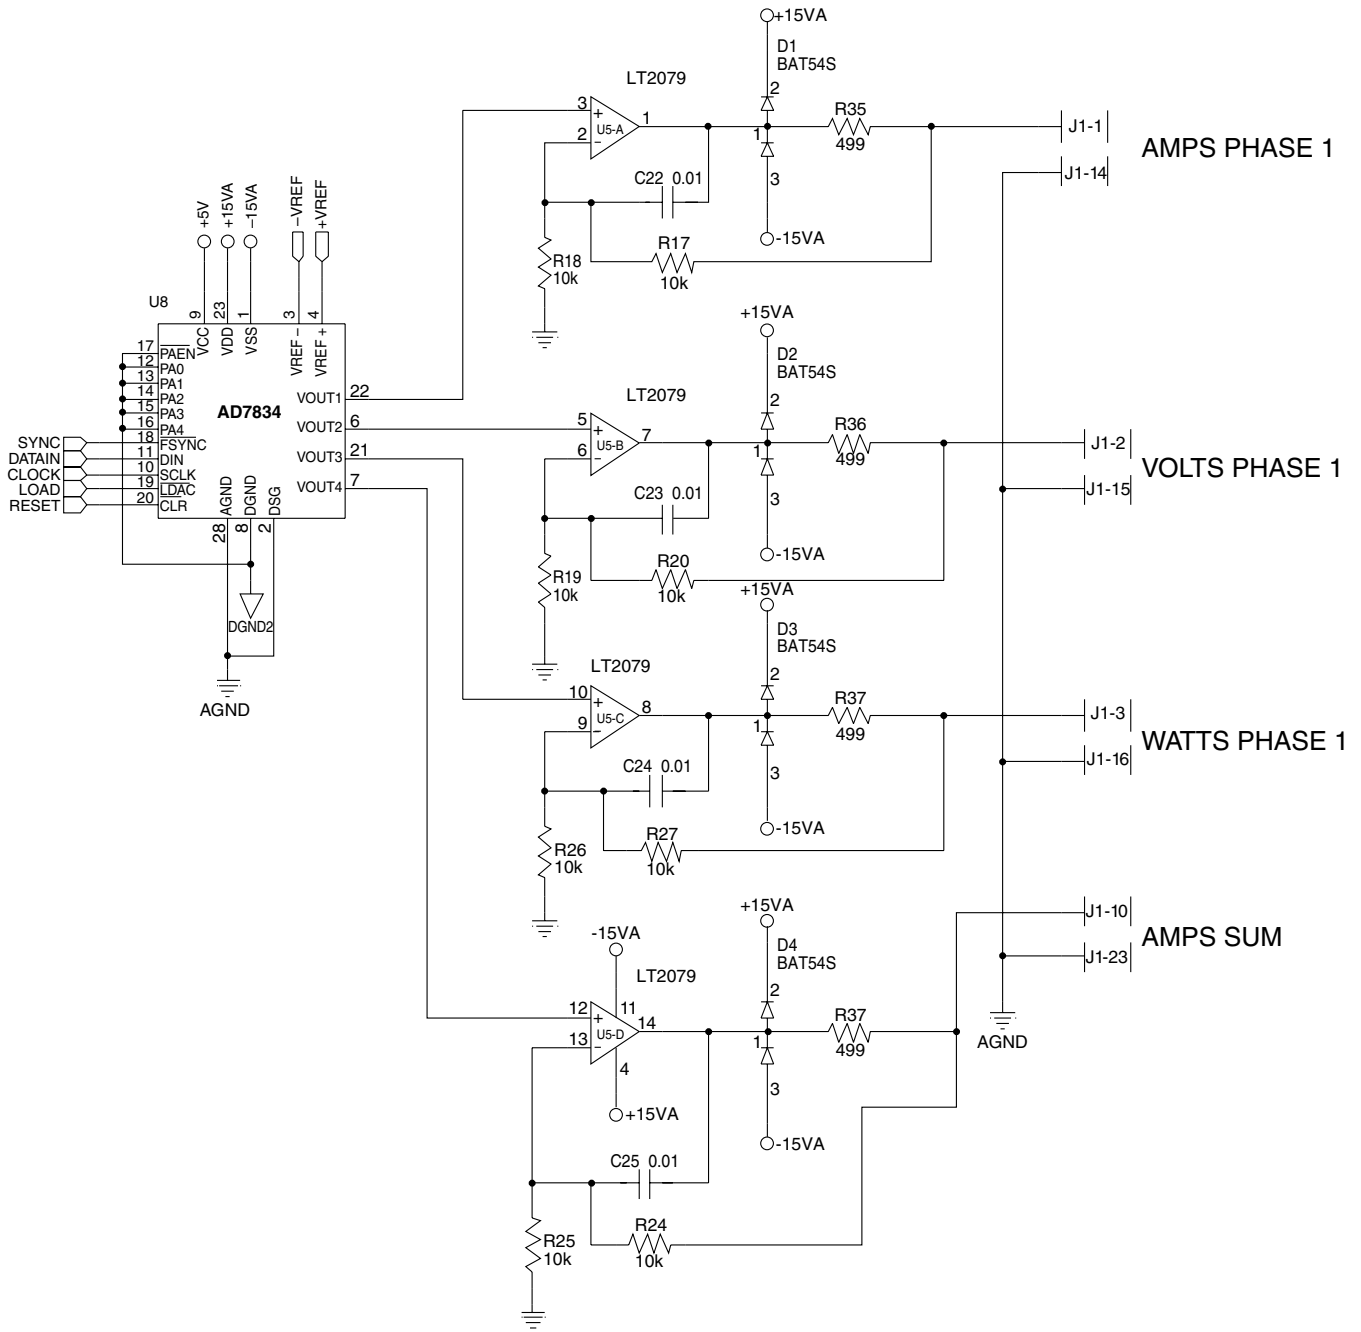 +15VA
D1
BAT54S
LT2079
2
3
+
U5-A
1
2
−
1
3
R35
499
J1-1
AMPS PHASE 1
J1-14
C22 0.01
-15VA
R18
10k
R17
10k
+5V
+15VA
−15VA
−VREF
+VREF
U8
9
23
1
3
4
VCC
VDD
VSS
VREF −
VREF +
17 PAEN
12 PA0
13 PA1
14 PA2
15 PA3
16 PA4
SYNC 18 FSYNC
DATAIN 11 DIN
CLOCK 10 SCLK
LOAD 19 LDAC
RESET 20 CLR
AD7834
VOUT1 22
VOUT2 6
VOUT3 21
VOUT4 7
AGND
DGND
DSG
28
8
2
DGND2
AGND
+15VA
D2
BAT54S
LT2079
2
5
+
U5-B
7
6
−
1
3
R36
499
J1-2
VOLTS PHASE 1
J1-15
C23 0.01
-15VA
R19
10k
R20
10k
+15VA
D3
BAT54S
LT2079
2
10
+
U5-C
8
9
−
1
3
R37
499
J1-3
WATTS PHASE 1
J1-16
C24 0.01
-15VA
R26
10k
R27
10k
+15VA
D4
BAT54S
-15VA
LT2079
2
12
+
11
U5-D
14
13
−
4
+15VA
1
3
R37
499
J1-10
AMPS SUM
J1-23
AGND
-15VA
C25 0.01
R25
10k
R24
10k